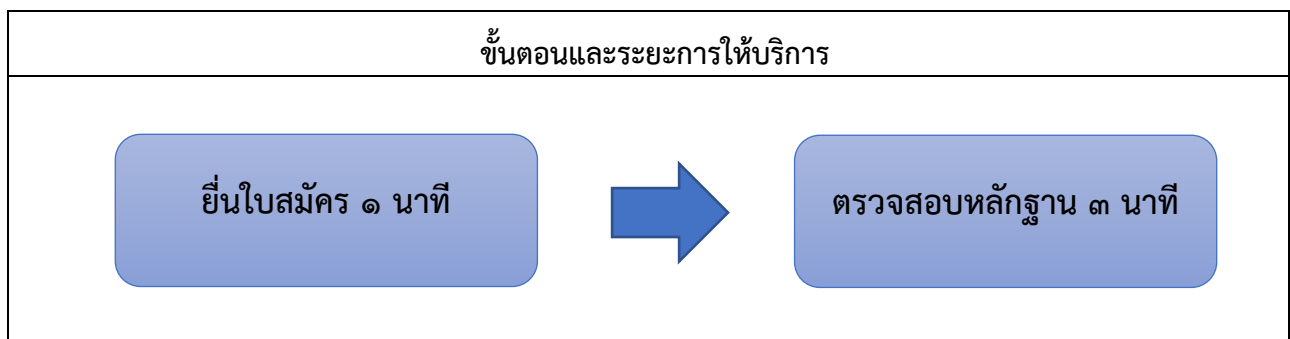 ขั้นตอนและระยะการให้บริการ
ยื่นใบสมัคร ๑ นาที
ตรวจสอบหลักฐาน ๓ นาที